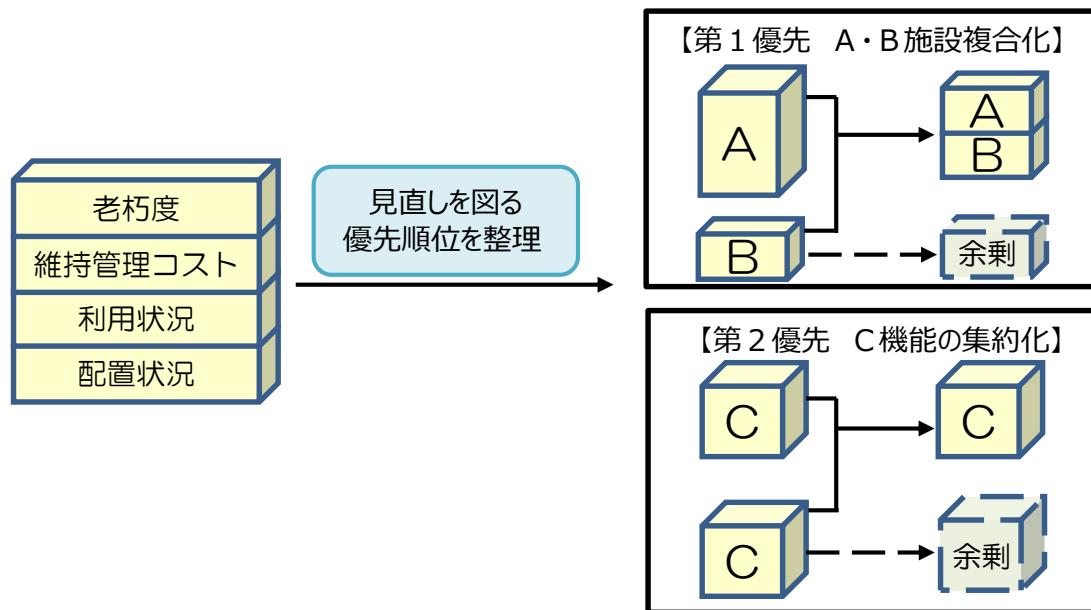 老朽度
維持管理コスト
利用状況
配置状況
見直しを図る
優先順位を整理
【第１優先　A・B施設複合化】
A
B
A
B
余剰
【第２優先　C機能の集約化】
C
C
C
余剰